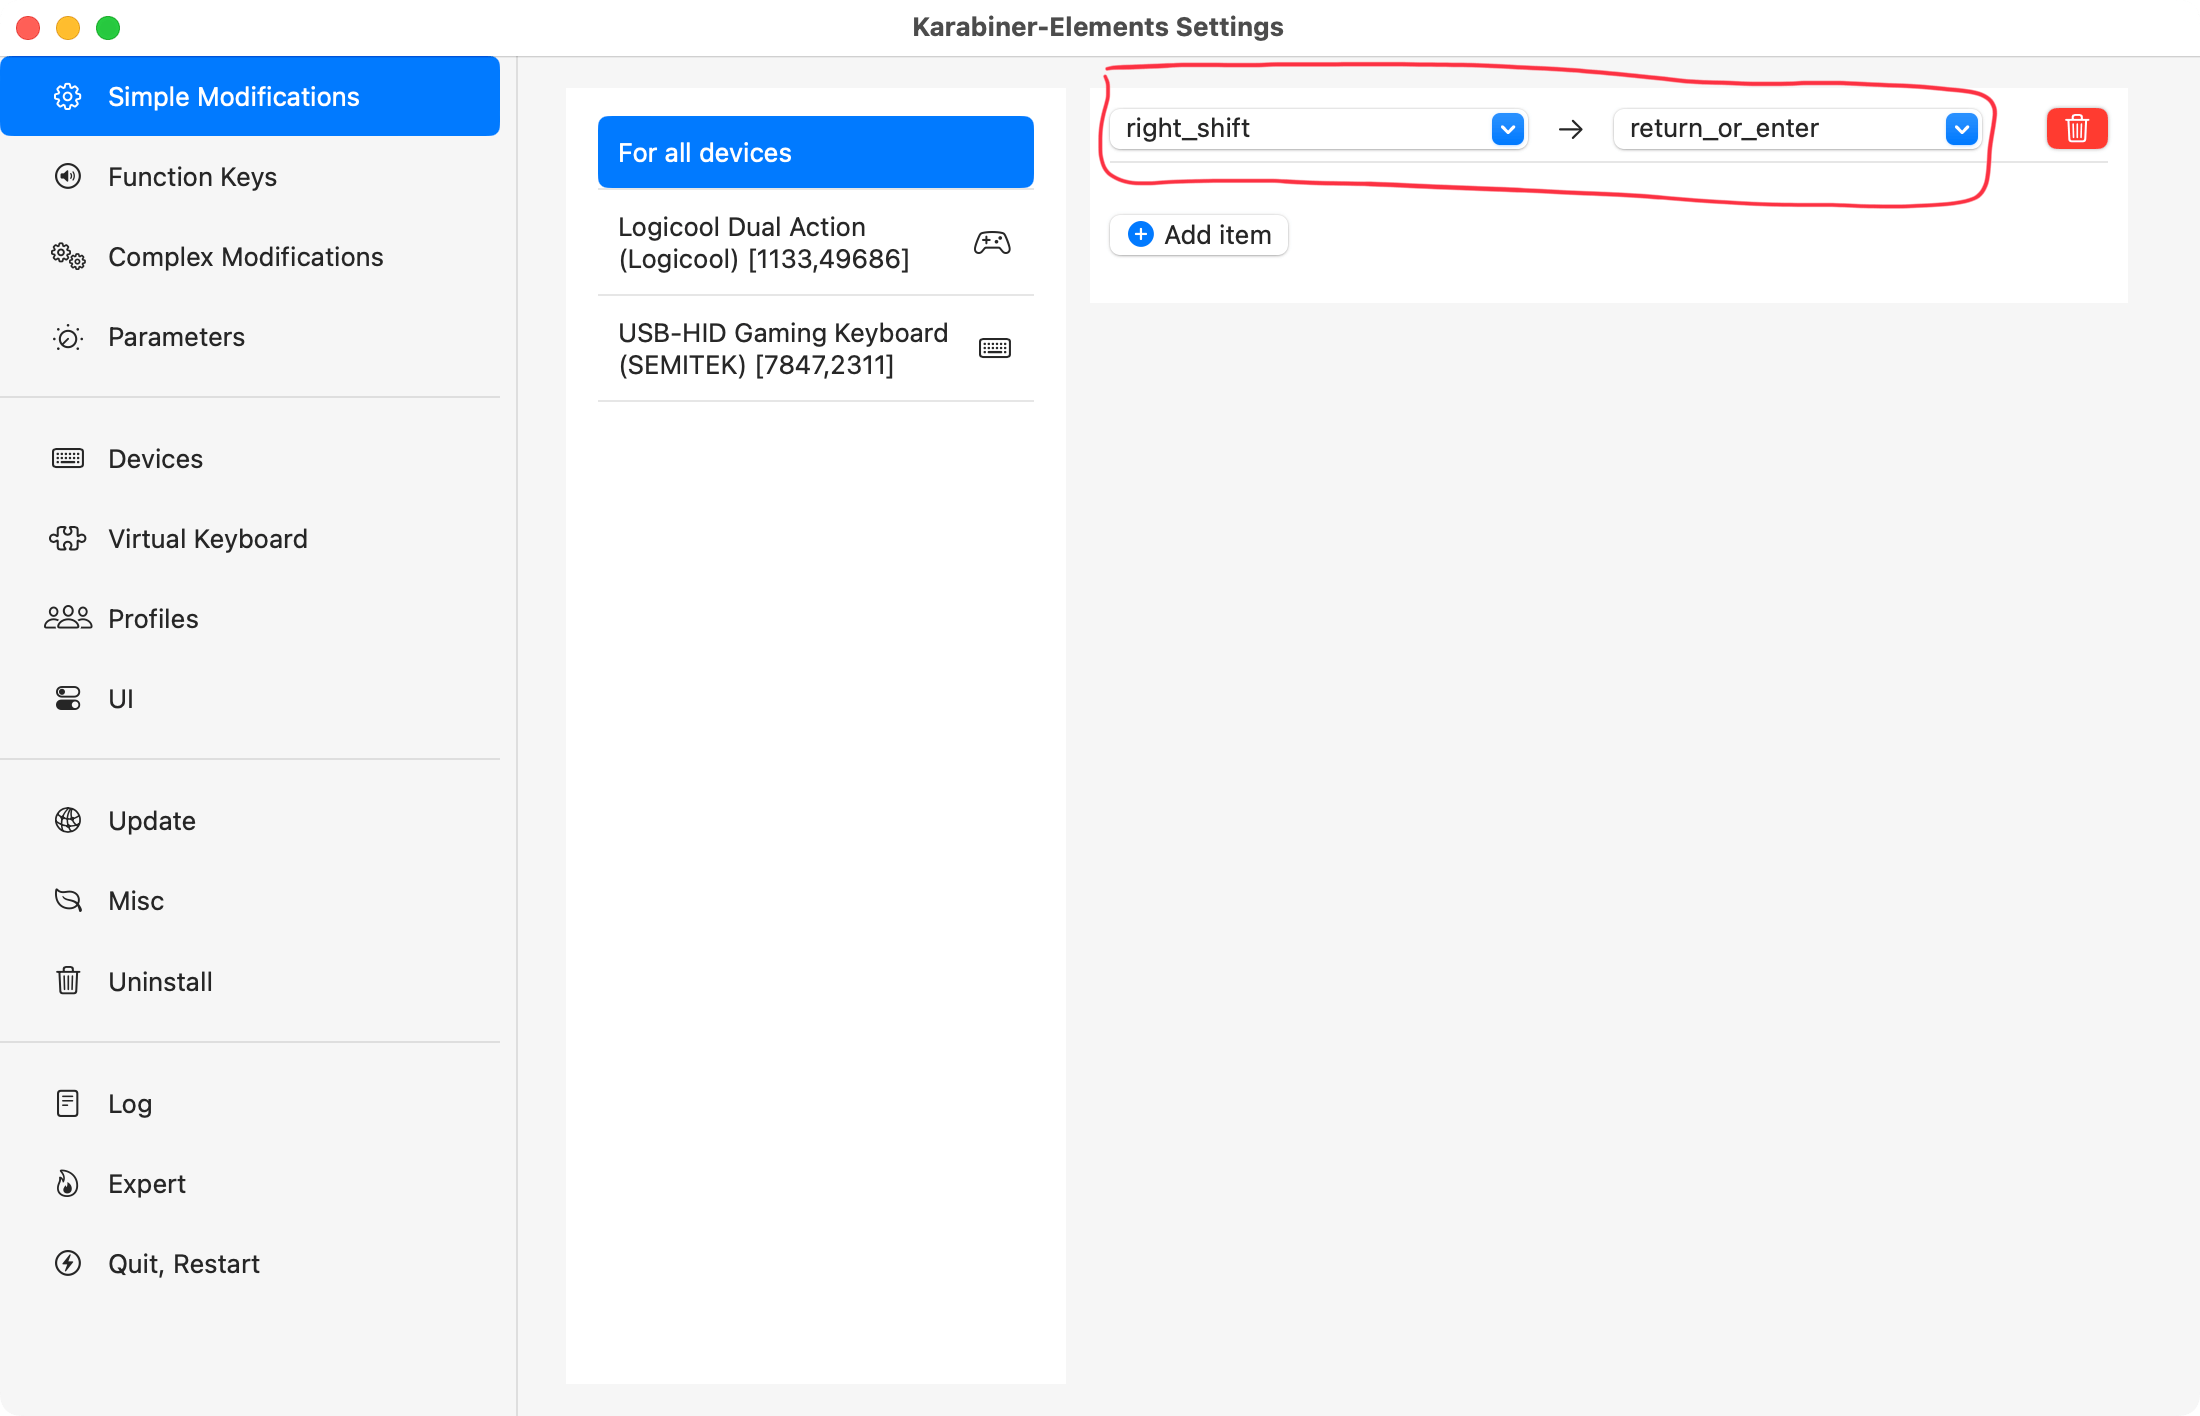 Karabiner-Elements Settings
Simple Modifications
Function Keys
Complex Modifications
Parameters
Devices
Virtual Keyboard
Profiles
UI
Update
Misc
Uninstall
Log
Expert
Quit, Restart
For all devices
Logicool Dual Action
(Logicool) [1133,49686]
USB-HID Gaming Keyboard
(SEMITEK) [7847,2311]
right_shift → return_or_enter
Add item